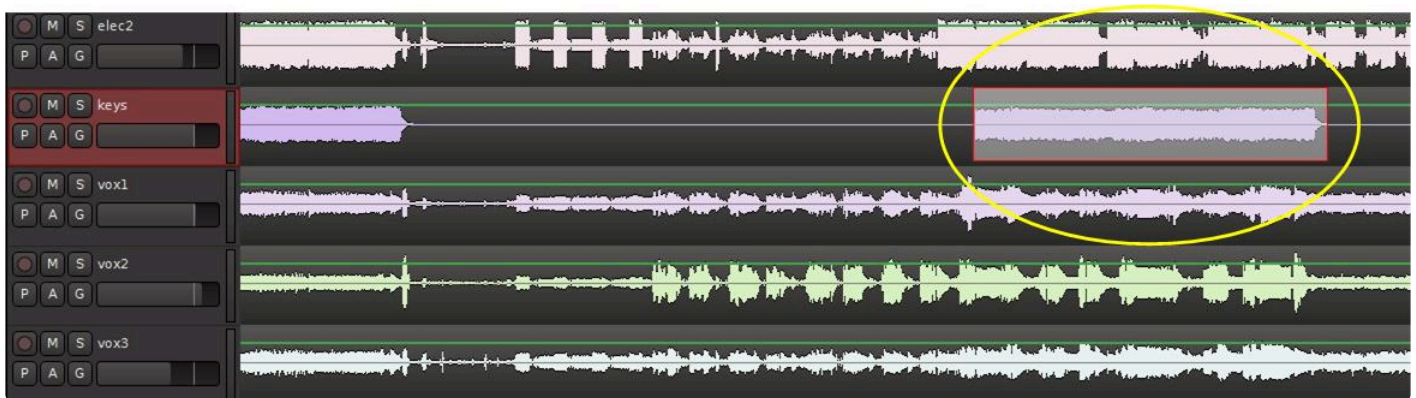 M S elec2
P A G
M S keys
P A G
M S vox1
P A G
M S vox2
P A G
M S vox3
P A G